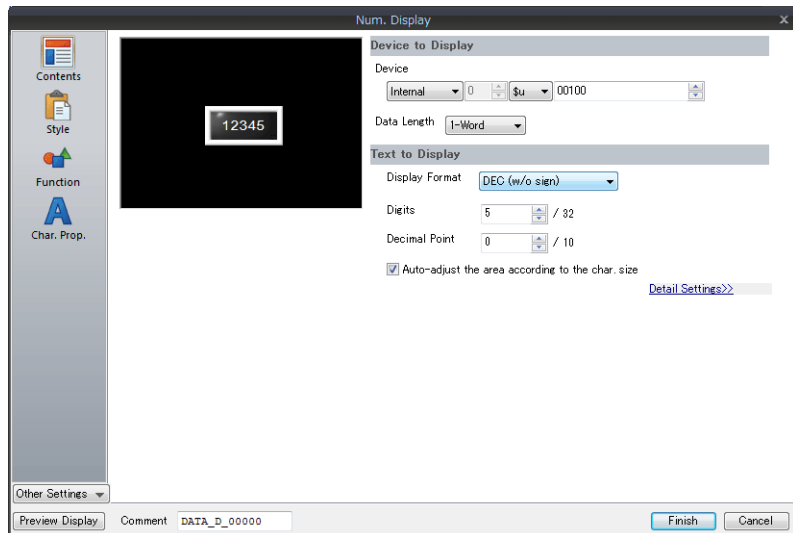 Num. Display
x
Contents
Style
Function
Char. Prop.
12345
Device to Display
Device
Internal 0 $u 00100
Data Length 1-Word
Text to Display
Display Format DEC (w/o sign)
Digits 5 / 32
Decimal Point 0 / 10
Auto-adjust the area according to the char. size
Detail Settings>>
Other Settings
Preview Display Comment DATA_D_00000 Finish Cancel